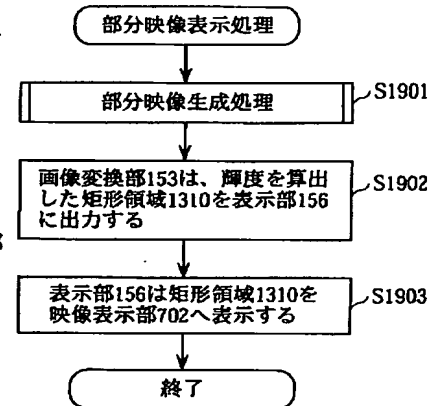 部分映像表示処理
部分映像生成処理
S1901
画像変換部153は、輝度を算出
した矩形領域1310を表示部156
に出力する
S1902
表示部156は矩形領域1310を
映像表示部702へ表示する
S1903
終了